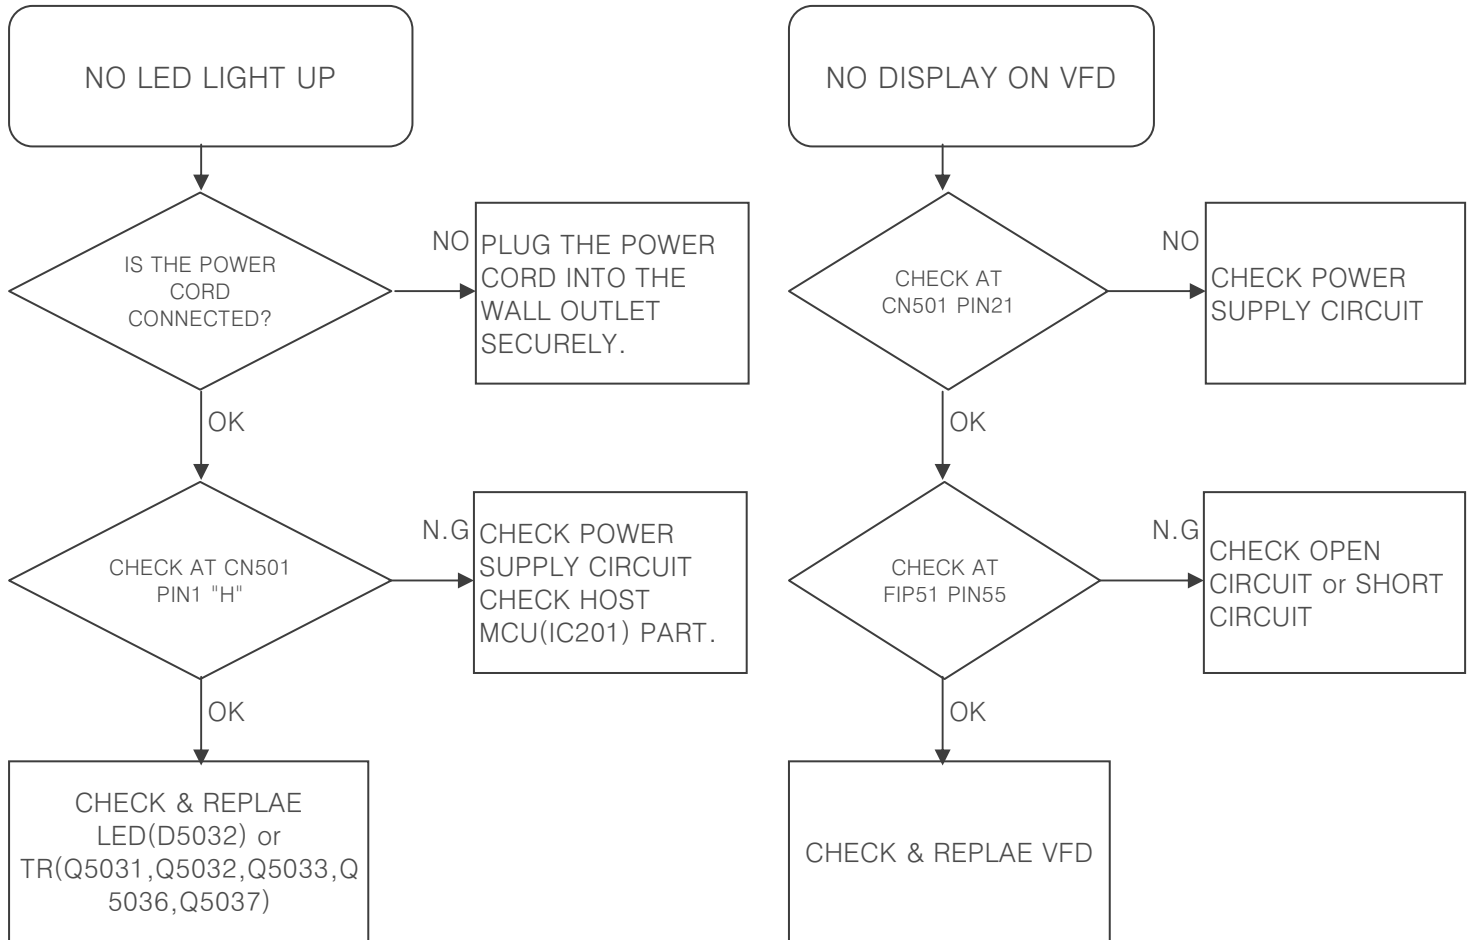 NO LED LIGHT UP
IS THE POWER
CORD
CONNECTED?
NO
PLUG THE POWER
CORD INTO THE
WALL OUTLET
SECURELY.
OK
CHECK AT CN501
PIN1 "H"
N.G
CHECK POWER
SUPPLY CIRCUIT
CHECK HOST
MCU(IC201) PART.
OK
CHECK & REPLAE
LED(D5032) or
TR(Q5031,Q5032,Q5033,Q
5036,Q5037)
NO DISPLAY ON VFD
CHECK AT
CN501 PIN21
NO
CHECK POWER
SUPPLY CIRCUIT
OK
CHECK AT
FIP51 PIN55
N.G
CHECK OPEN
CIRCUIT or SHORT
CIRCUIT
OK
CHECK & REPLAE VFD